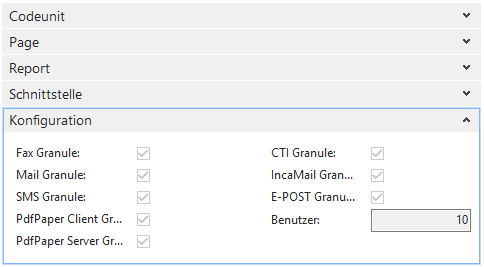 Codeunit
Page
Report
Schnittstelle
Konfiguration
Fax Granule:
Mail Granule:
SMS Granule:
PdfPaper Client Gr...
PdfPaper Server Gr...
CTI Granule:
IncaMail Gran...
E-POST Granu...
Benutzer: 10